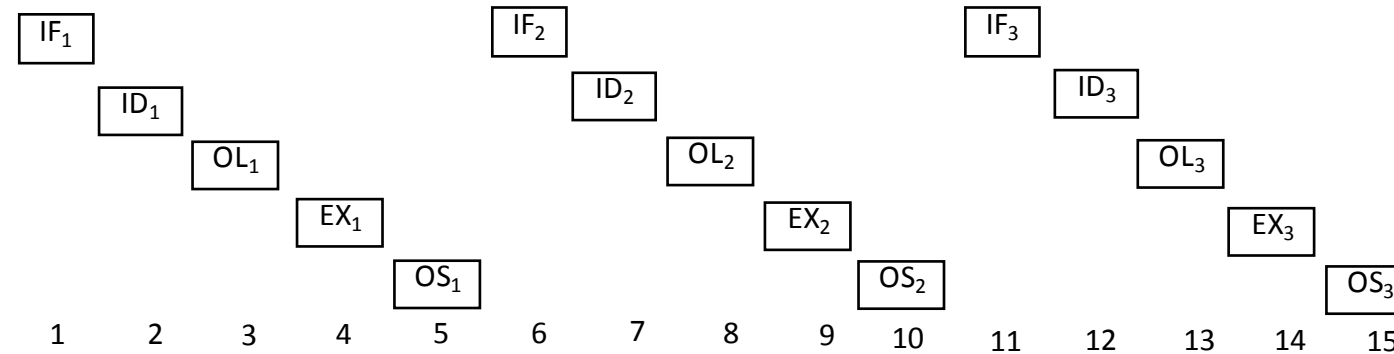 IF₁ IF₂ IF₃
ID₁ ID₂ ID₃
OL₁ OL₂ OL₃
EX₁ EX₂ EX₃
OS₁ OS₂ OS₃
1 2 3 4 5 6 7 8 9 10 11 12 13 14 15